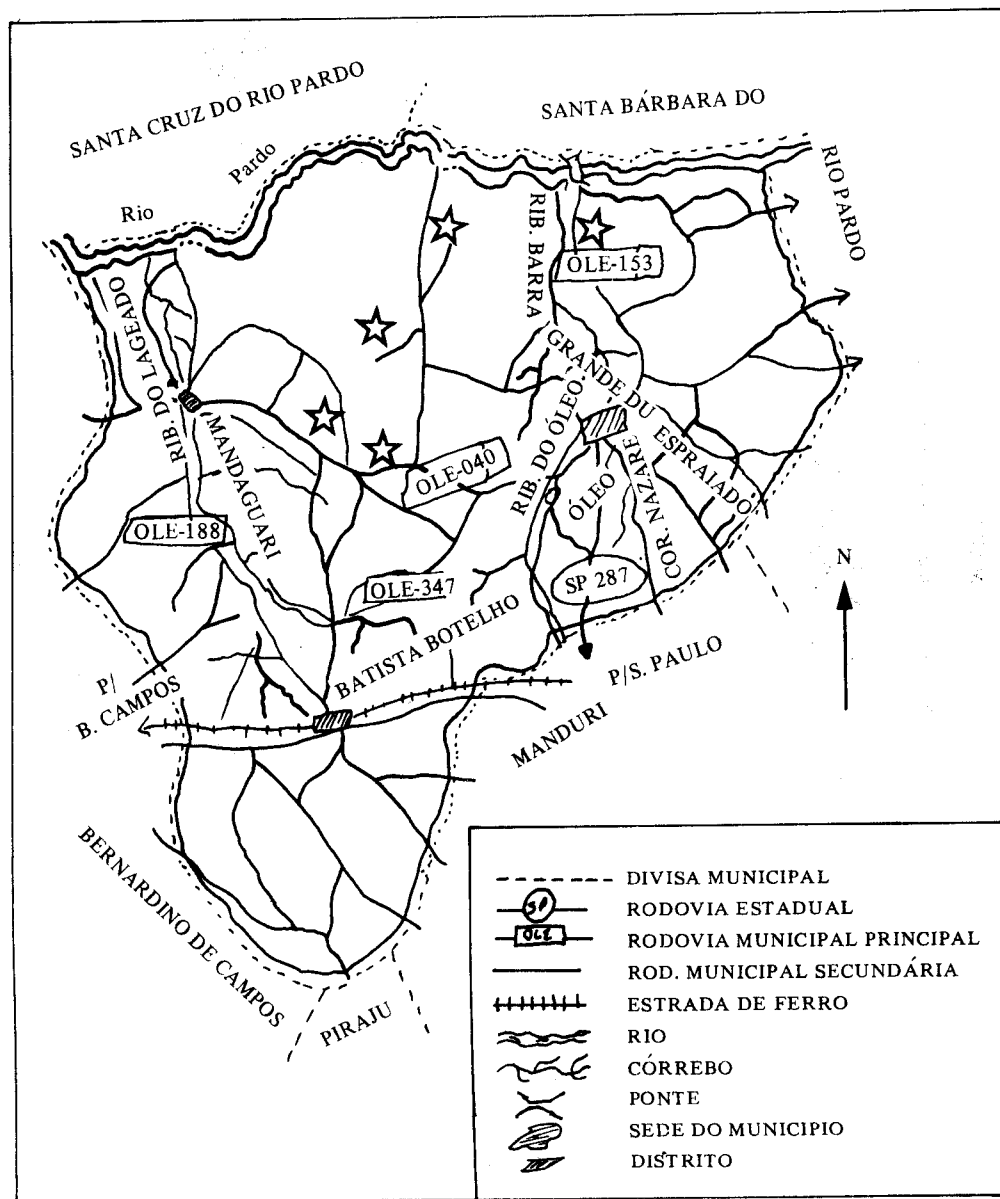 SANTA CRUZ DO RIO PARDO
SANTA BÁRBARA DO
RIO PARDO
Rio
Pardo
RIB. BARRA
GRANDE DU
ESPRAIADO
OLE-153
RIB. DO LAGEADO
MANDAGUARI
RIB. DO ÓLEO
ÓLEO
COR. NAZARE
OLE-040
OLE-188
OLE-347
SP 287
N
BATISTA BOTELHO
P/
B. CAMPOS
P/S. PAULO
MANDURI
BERNARDINO DE CAMPOS
PIRAJU
DIVISA MUNICIPAL
SP
RODOVIA ESTADUAL
OLE
RODOVIA MUNICIPAL PRINCIPAL
ROD. MUNICIPAL SECUNDÁRIA
ESTRADA DE FERRO
RIO
CÓRREBO
PONTE
SEDE DO MUNICIPIO
DISTRITO